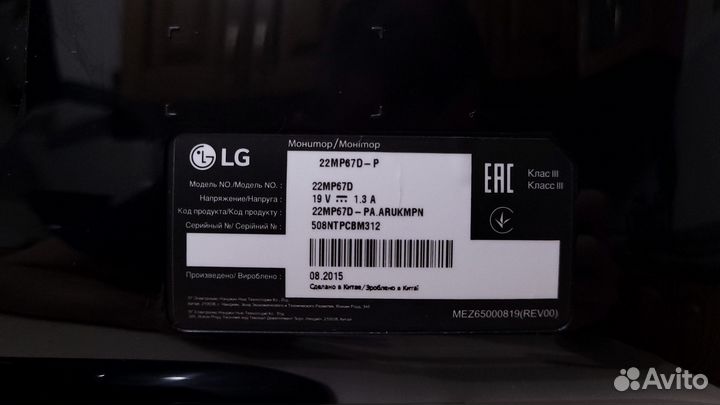 LG
Монитор/Монітор
22MP67D-P
Модель NO./Модель NO. :
22MP67D
Напряжение/Напруга :
19 V ⎓ 1.3 A
Код продукта/Код продукту :
22MP67D-PA.ARUKMPN
Серийный №/ Серійний № :
508NTPCBM312
EAC
Клас III
Класс III
Произведено/Вироблено :
08.2015
Сделано в Китае/Зроблено в Китаї
MEZ65000819(REV00)
Avito